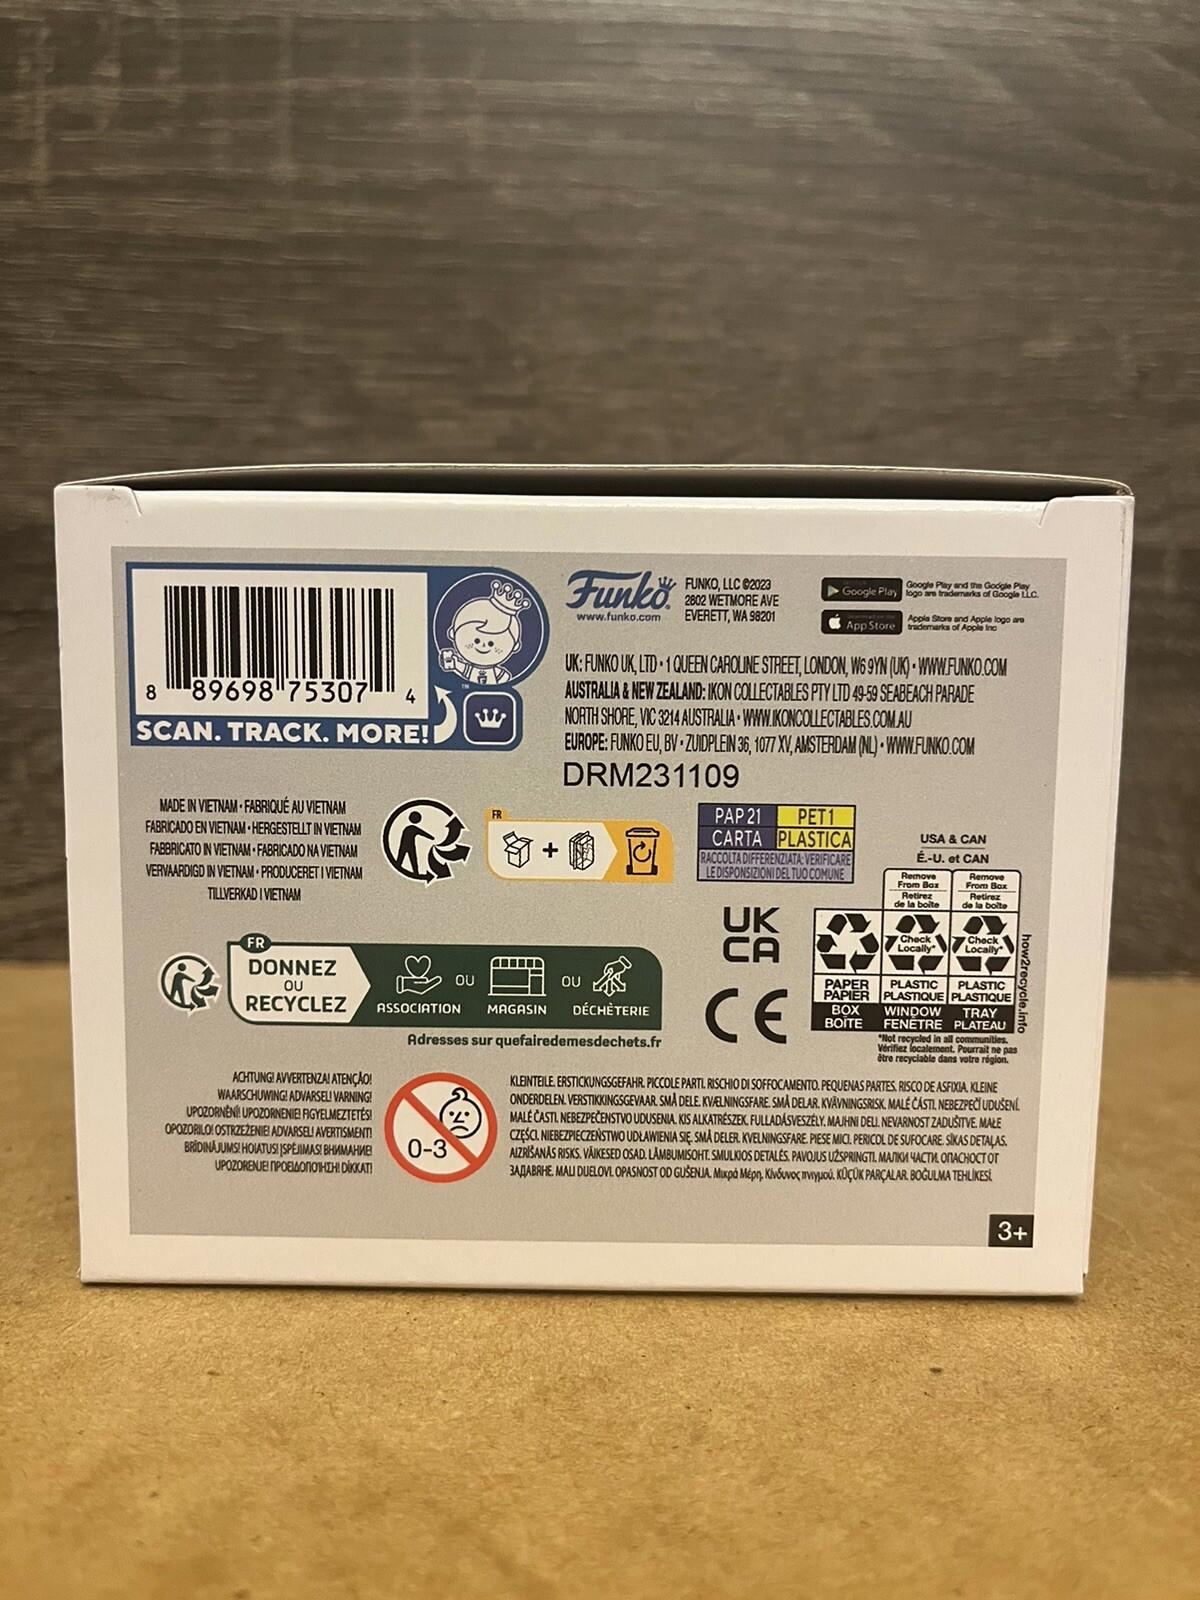 8 89698 75307 4
SCAN. TRACK. MORE!
™
Funko®
www.funko.com
FUNKO, LLC ©2023
2802 WETMORE AVE
EVERETT, WA 98201
Google Play
Google Play and the Google Play
logo are trademarks of Google LLC.
App Store
Apple Store and Apple logo are
trademarks of Apple Inc
UK: FUNKO UK, LTD • 1 QUEEN CAROLINE STREET, LONDON, W6 9YN (UK) • WWW.FUNKO.COM
AUSTRALIA & NEW ZEALAND: IKON COLLECTABLES PTY LTD 49-59 SEABEACH PARADE
NORTH SHORE, VIC 3214 AUSTRALIA • WWW.IKONCOLLECTABLES.COM.AU
EUROPE: FUNKO EU, BV • ZUIDPLEIN 36, 1077 XV, AMSTERDAM (NL) • WWW.FUNKO.COM
DRM231109
MADE IN VIETNAM • FABRIQUÉ AU VIETNAM
FABRICADO EN VIETNAM • HERGESTELLT IN VIETNAM
FABBRICATO IN VIETNAM • FABRICADO NA VIETNAM
VERVAARDIGD IN VIETNAM • PRODUCERET I VIETNAM
TILLVERKAD I VIETNAM
FR
+
PAP 21 PET1
CARTA PLASTICA
RACCOLTA DIFFERENZIATA: VERIFICARE
LE DISPOSIZIONI DEL TUO COMUNE
USA & CAN
É.-U. et CAN
Remove
From Box
Retirez
de la boîte
Remove
From Box
Retirez
de la boîte
Check
Locally*
Check
Locally*
PAPER
PAPIER
PLASTIC
PLASTIQUE
PLASTIC
PLASTIQUE
BOX
BOÎTE
WINDOW
FENÊTRE
TRAY
PLATEAU
how2recycle.info
*Not recycled in all communities.
Vérifiez localement. Pourrait ne pas
être recyclable dans votre région.
UK
CA
CE
FR
DONNEZ
OU
RECYCLEZ
ASSOCIATION OU MAGASIN OU DÉCHÈTERIE
Adresses sur quefairedemesdechets.fr
ACHTUNG! AVVERTENZA! ATENÇÃO!
WAARSCHUWING! ADVARSEL! VARNING!
UPOZORNĚNÍ! UPOZORNENIE! FIGYELMEZTETÉS!
OPOZORILO! OSTRZEŻENIE! ADVARSEL! AVERTISMENT!
BRĪDINĀJUMS! HOIATUS! ĮSPĖJIMAS! ВНИМАНИЕ!
UPOZORENJE! ΠΡΟΕΙΔΟΠΟΊΗΣΗ! DİKKAT!
0-3
KLEINTEILE. ERSTICKUNGSGEFAHR. PICCOLE PARTI. RISCHIO DI SOFFOCAMENTO. PEQUENAS PARTES. RISCO DE ASFIXIA. KLEINE
ONDERDELEN. VERSTIKKINGSGEVAAR. SMÅ DELE. KVÆLNINGSFARE. SMÅ DELAR. KVÄVNINGSRISK. MALÉ ČÁSTI. NEBEZPEČÍ UDUŠENÍ.
MALÉ ČASTI. NEBEZPEČENSTVO UDUSENIA. KIS ALKATRÉSZEK. FULLADÁSVESZÉLY. MAJHNI DELI. NEVARNOST ZADUŠITVE. MAŁE
CZĘŚCI. NIEBEZPIECZEŃSTWO UDŁAWIENIA SIĘ. SMÅ DELER. KVELNINGSFARE. PIESE MICI. PERICOL DE SUFOCARE. SĪKAS DETAĻAS.
AIZRĪŠANĀS RISKS. VÄIKESED OSAD. LÄMBUMISOHT. SMULKIOS DETALĖS. PAVOJUS UŽSPRINGTI. МАЛКИ ЧАСТИ. ОПАСНОСТ ОТ
ЗАДАВЯНЕ. MALI DIJELOVI. OPASNOST OD GUŠENJA. Μικρά Μέρη. Κίνδυνος πνιγμού. KÜÇÜK PARÇALAR. BOĞULMA TEHLİKESİ.
3+